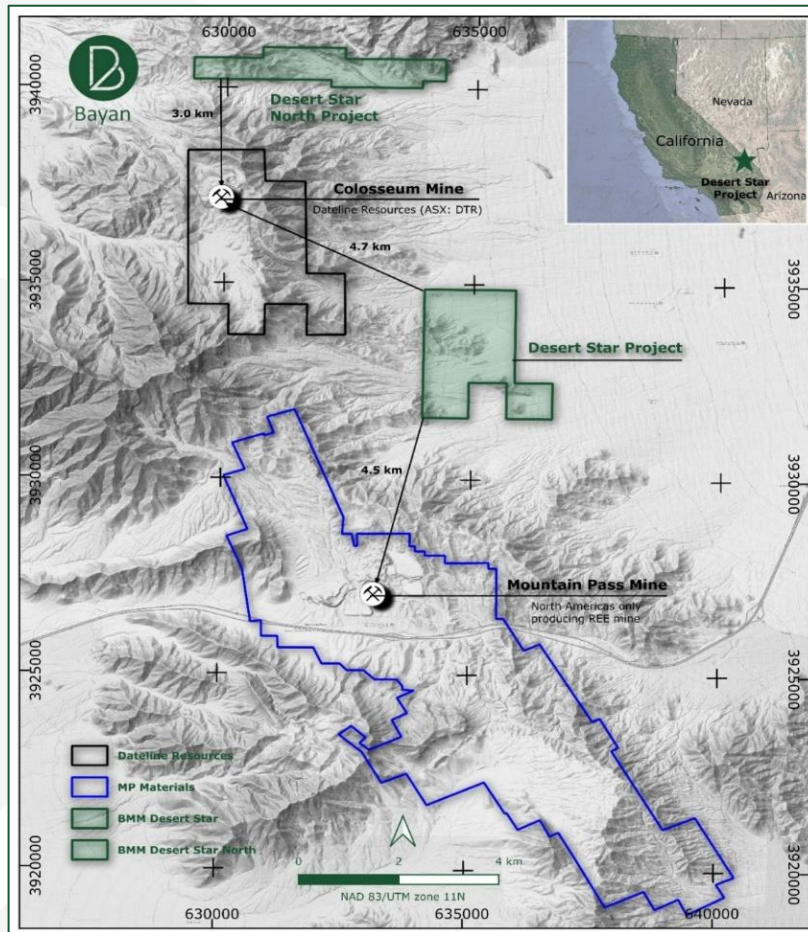 630000
635000
3940000
Bayan
Desert Star
North Project
3.0 km
Nevada
California
Desert Star
Project
Arizona
Colosseum Mine
Dateline Resources (ASX: DTR)
4.7 km
3935000
3935000
Desert Star Project
4.5 km
3930000
3930000
Mountain Pass Mine
North Americas only
producing REE mine
3925000
3925000
Dateline Resources
MP Materials
BMM Desert Star
BMM Desert Star North
3920000
3920000
0
2
4 km
NAD 83/UTM zone 11N
630000
635000
640000